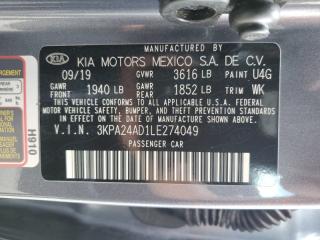 MANUFACTURED BY
KIA KIA MOTORS MEXICO S.A. DE C.V.
09/19 GVWR 3616 LB PAINT U4G
GAWR FRONT 1940 LB GAWR REAR 1852 LB TRIM WK
THIS VEHICLE CONFORMS TO ALL APPLICABLE U.S. FEDERAL MOTOR VEHICLE
SAFETY, BUMPER, AND THEFT PREVENTION STANDARDS IN
EFFECT ON THE DATE OF MANUFACTURE SHOWN ABOVE.
V.I.N. 3KPA24AD1LE274049
PASSENGER CAR
H910